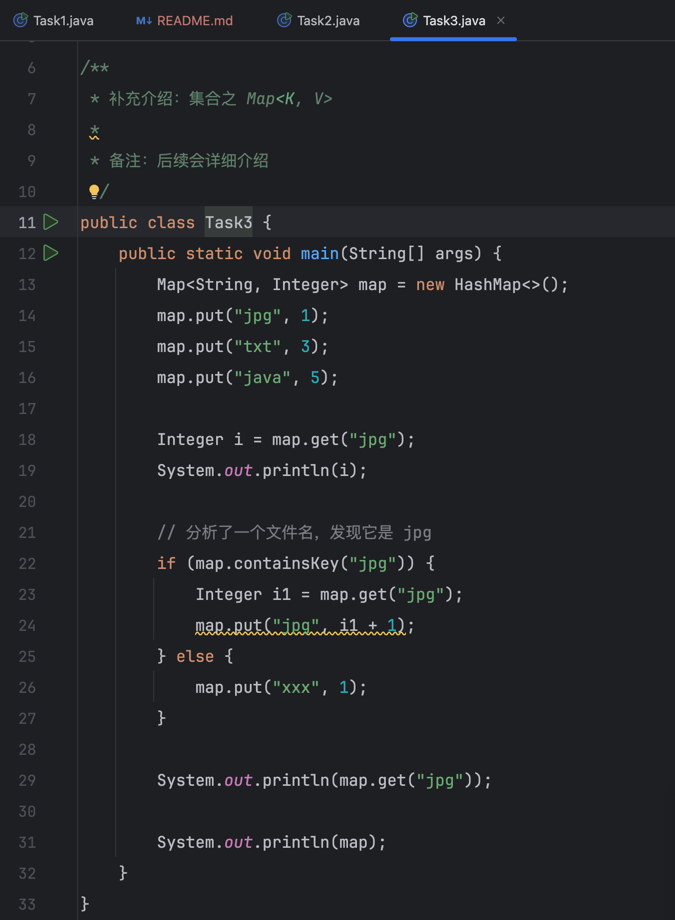 Task1.java
M↓ README.md
Task2.java
Task3.java
6 /**
7 * 补充介绍：集合之 Map<K, V>
8 *
9 * 备注：后续会详细介绍
10 /
11 public class Task3 {
12 public static void main(String[] args) {
13 Map<String, Integer> map = new HashMap<>();
14 map.put("jpg", 1);
15 map.put("txt", 3);
16 map.put("java", 5);
17
18 Integer i = map.get("jpg");
19 System.out.println(i);
20
21 // 分析了一个文件名，发现它是 jpg
22 if (map.containsKey("jpg")) {
23 Integer i1 = map.get("jpg");
24 map.put("jpg", i1 + 1);
25 } else {
26 map.put("xxx", 1);
27 }
28
29 System.out.println(map.get("jpg"));
30
31 System.out.println(map);
32 }
33 }